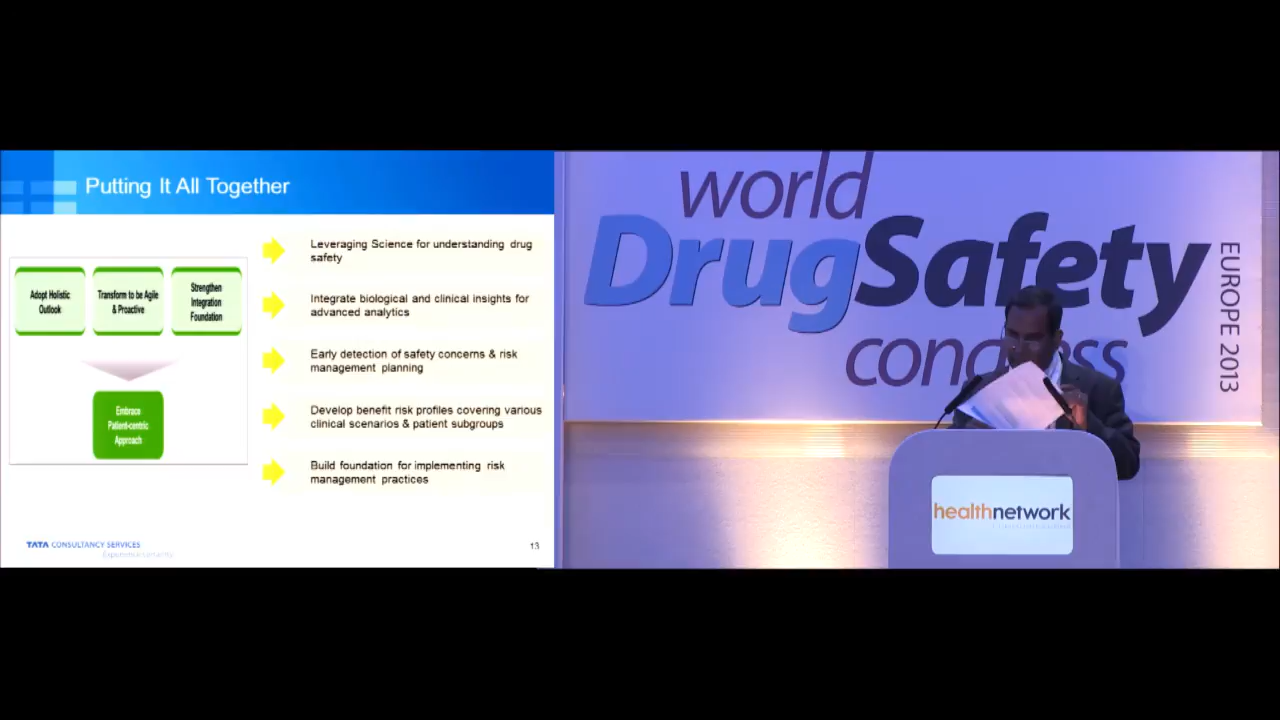 Putting It All Together
Adopt Holistic
Outlook
Transform to be Agile
& Proactive
Strengthen
Integration
Foundation
Embrace
Patient-centric
Approach
Leveraging Science for understanding drug
safety
Integrate biological and clinical insights for
advanced analytics
Early detection of safety concerns & risk
management planning
Develop benefit risk profiles covering various
clinical scenarios & patient subgroups
Build foundation for implementing risk
management practices
TATA CONSULTANCY SERVICES
13
world
DrugSafety
EUROPE 2013
healthnetwork